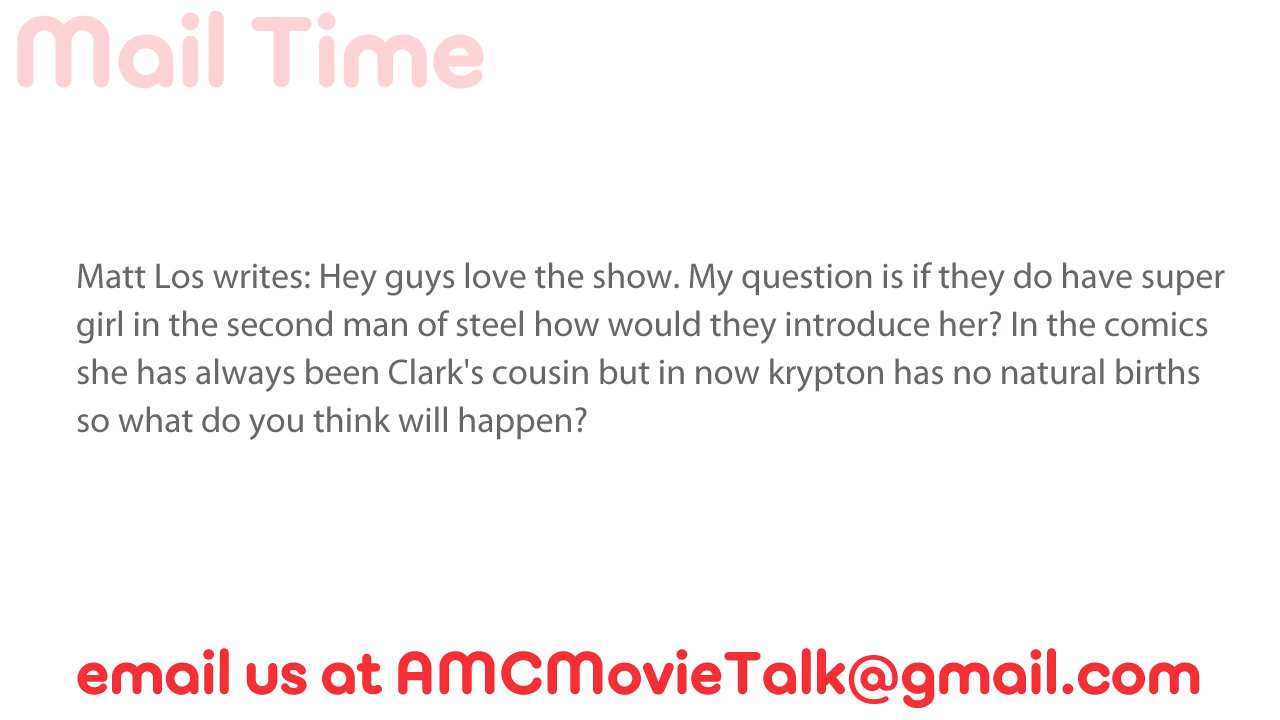 Mail Time
Matt Los writes: Hey guys love the show. My question is if they do have super
girl in the second man of steel how would they introduce her? In the comics
she has always been Clark's cousin but in now krypton has no natural births
so what do you think will happen?
email us at AMCMovieTalk@gmail.com